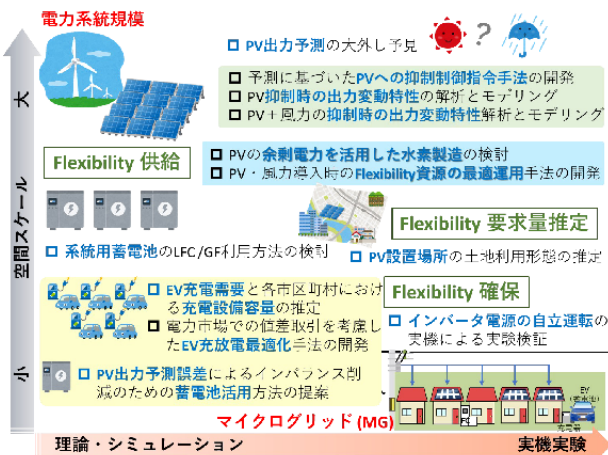 電力系統規模
PV出力予測の大外し予見
?
予測に基づいたPVへの抑制制御指令手法の開発
PV抑制時の出力変動特性の解析とモデリング
PV+風力の抑制時の出力変動特性解析とモデリング
Flexibility 供給
PVの余剰電力を活用した水素製造の検討
PV・風力導入時のFlexibility資源の最適運用手法の開発
Flexibility 要求量推定
系統用蓄電池のLFC/GF利用方法の検討
PV設置場所の土地利用形態の推定
EV充電需要と各市区町村におけ
る充電設備容量の推定
電力市場での値差取引を考慮し
たEV充放電最適化手法の開発
Flexibility 確保
インバータ電源の自立運転の
実機による実験検証
PV出力予測誤差によるインバランス削
減のための蓄電池活用方法の提案
マイクログリッド (MG)
EV
(蓄電池)
充電器
大
空間スケール
小
理論・シミュレーション
実機実験